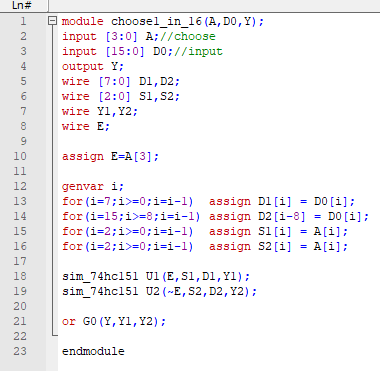 Ln#
1 module choose1_in_16(A,D0,Y);
2 input [3:0] A;//choose
3 input [15:0] D0;//input
4 output Y;
5 wire [7:0] D1,D2;
6 wire [2:0] S1,S2;
7 wire Y1,Y2;
8 wire E;
9
10 assign E=A[3];
11
12 genvar i;
13 for(i=7;i>=0;i=i-1)  assign D1[i] = D0[i];
14 for(i=15;i>=8;i=i-1) assign D2[i-8] = D0[i];
15 for(i=2;i>=0;i=i-1)  assign S1[i] = A[i];
16 for(i=2;i>=0;i=i-1)  assign S2[i] = A[i];
17
18 sim_74hc151 U1(E,S1,D1,Y1);
19 sim_74hc151 U2(~E,S2,D2,Y2);
20
21 or G0(Y,Y1,Y2);
22
23 endmodule